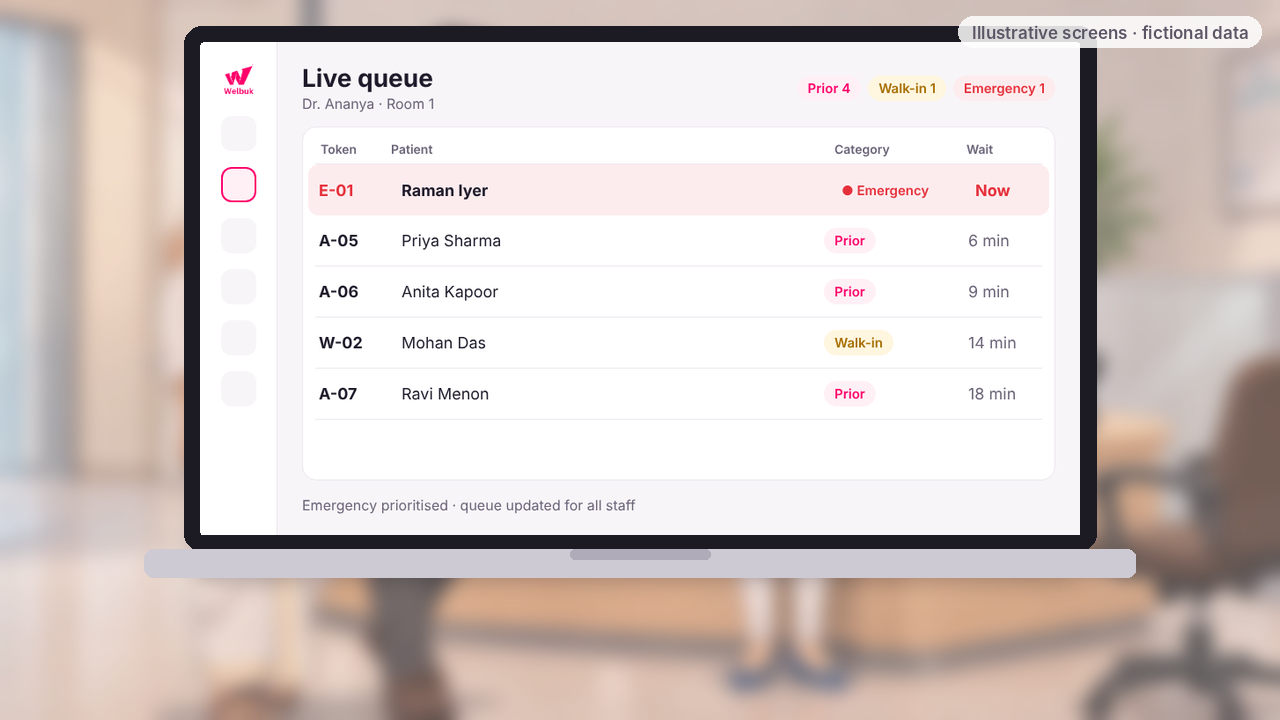 Illustrative screens · fictional data
Welbuk
Live queue
Dr. Ananya · Room 1
Prior 4
Walk-in 1
Emergency 1
Token Patient Category Wait
E-01 Raman Iyer Emergency Now
A-05 Priya Sharma Prior 6 min
A-06 Anita Kapoor Prior 9 min
W-02 Mohan Das Walk-in 14 min
A-07 Ravi Menon Prior 18 min
Emergency prioritised · queue updated for all staff